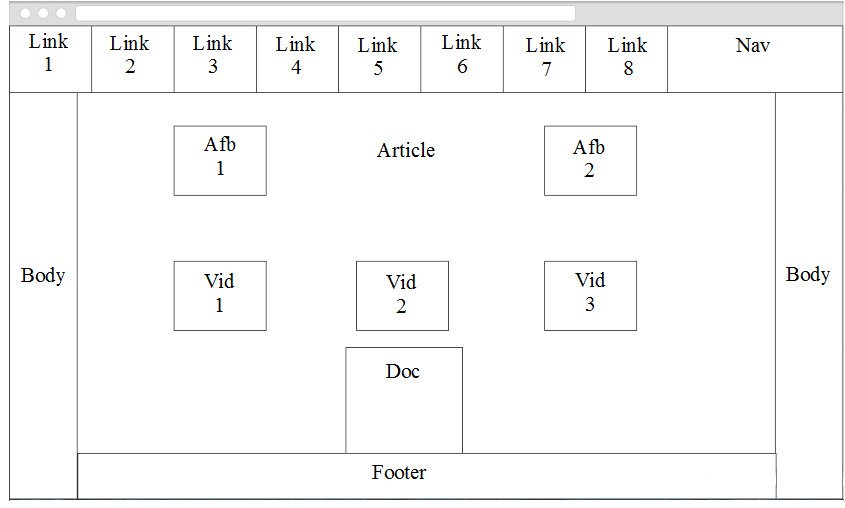 Link
1
Link
2
Link
3
Link
4
Link
5
Link
6
Link
7
Link
8
Nav
Afb
1
Article
Afb
2
Body
Vid
1
Vid
2
Vid
3
Body
Doc
Footer